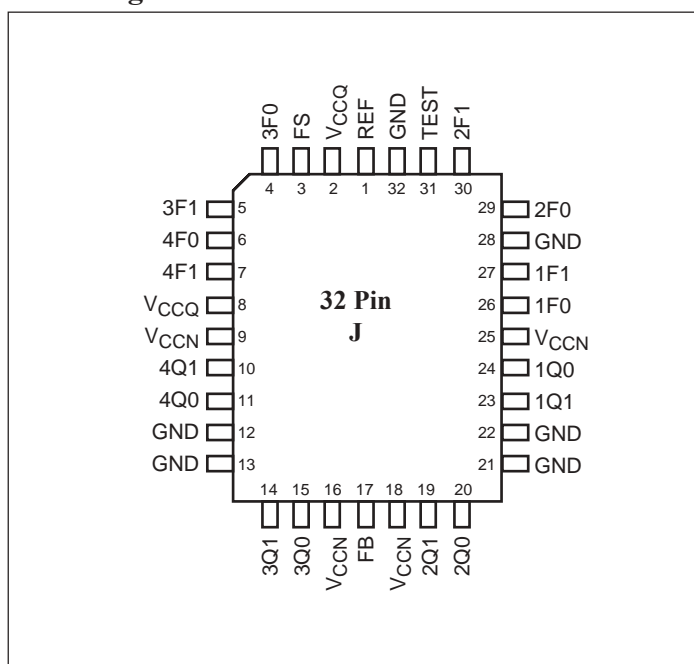 3F0 FS VCCQ REF GND TEST 2F1
4 3 2 1 32 31 30
3F1 5 29 2F0
4F0 6 28 GND
4F1 7 27 1F1
VCCQ 8 26 1F0
32 Pin
J
VCCN 9 25 VCCN
4Q1 10 24 1Q0
4Q0 11 23 1Q1
GND 12 22 GND
GND 13 21 GND
14 15 16 17 18 19 20
3Q1 3Q0 VCCN FB VCCN 2Q1 2Q0